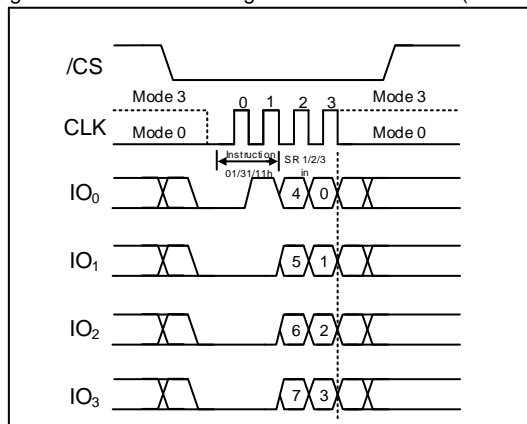 /CS
Mode 3 0 1 2 3 Mode 3
CLK Mode 0 Mode 0
Instruction SR 1/2/3
01/31/11h in
IO0 4 0
IO1 5 1
IO2 6 2
IO3 7 3